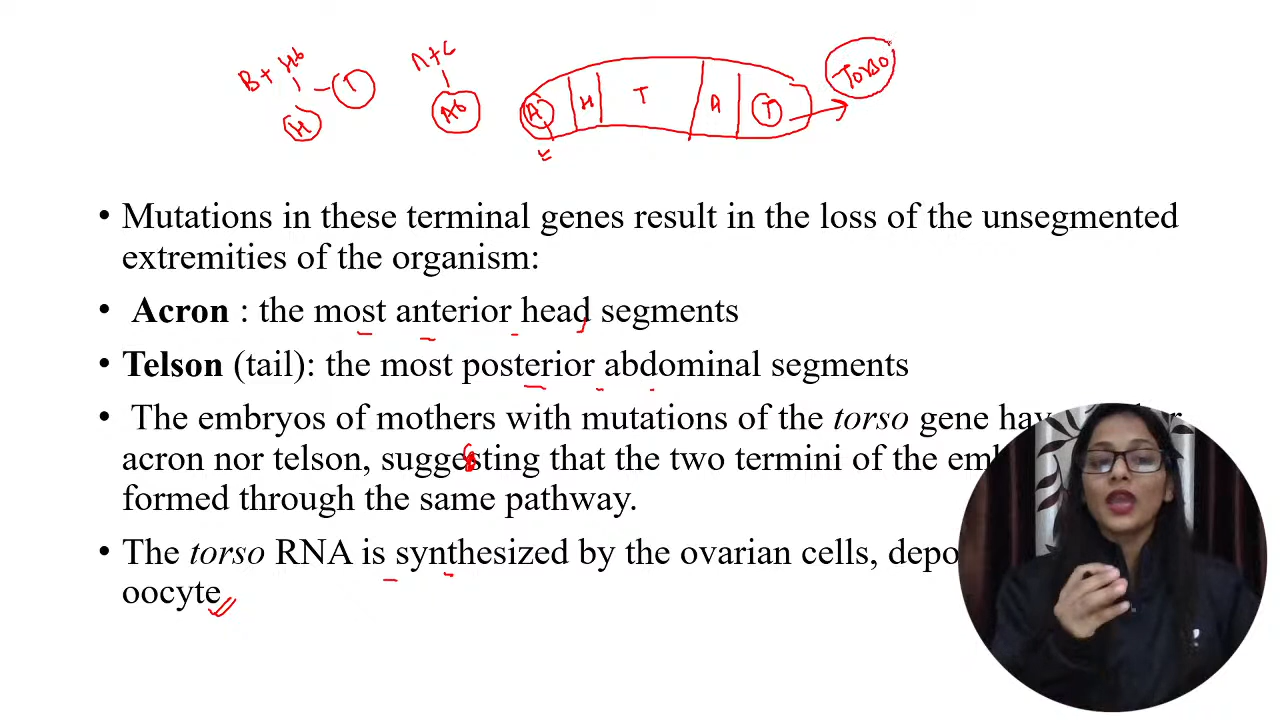 B+ Hb
H
T
N+C
Ab
A
H
T
A
T
Torso
• Mutations in these terminal genes result in the loss of the unsegmented
extremities of the organism:
• Acron : the most anterior head segments
• Telson (tail): the most posterior abdominal segments
• The embryos of mothers with mutations of the torso gene
acron nor telson, suggesting that the two termini of the
formed through the same pathway.
• The torso RNA is synthesized by the ovarian cells,
oocyte